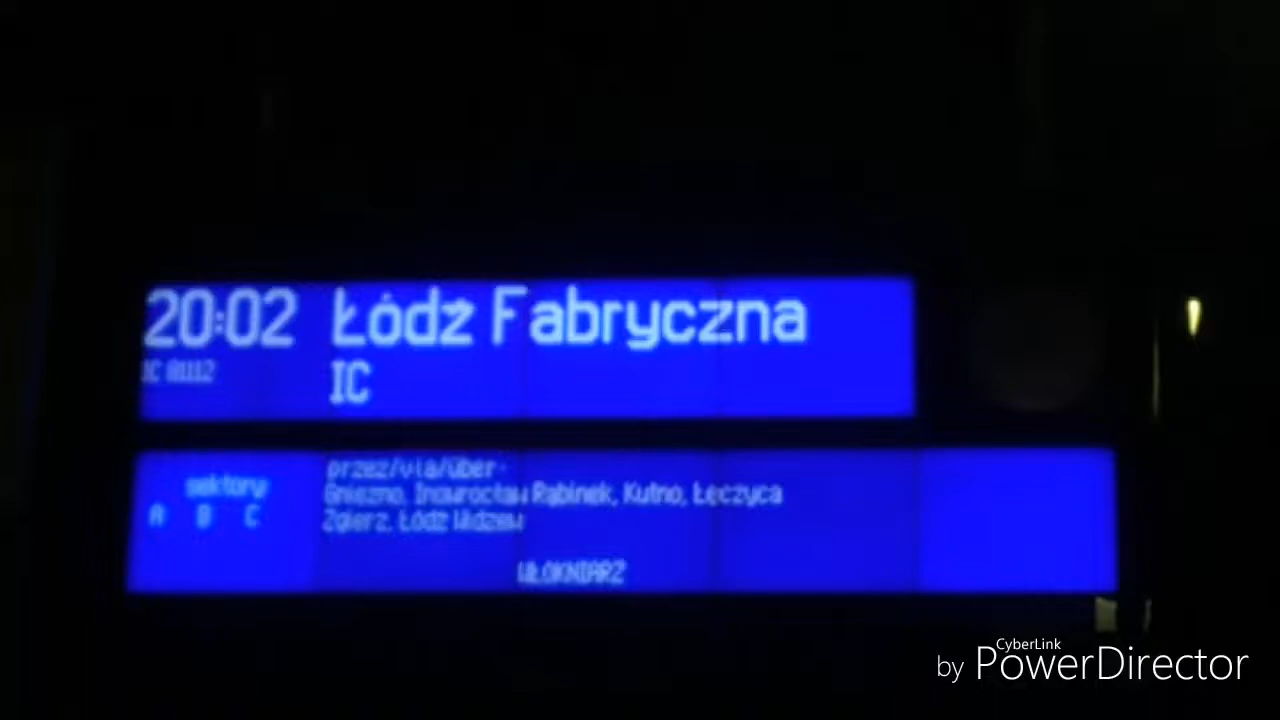 20:02 Łódź Fabryczna
IC
sektory
przez/via/über
A B C
Gniezno, Inowrocław Rąbinek, Kutno, Łęczyca
Zgierz, Łódź Widzew
WŁÓKNIARZ
CyberLink
by PowerDirector